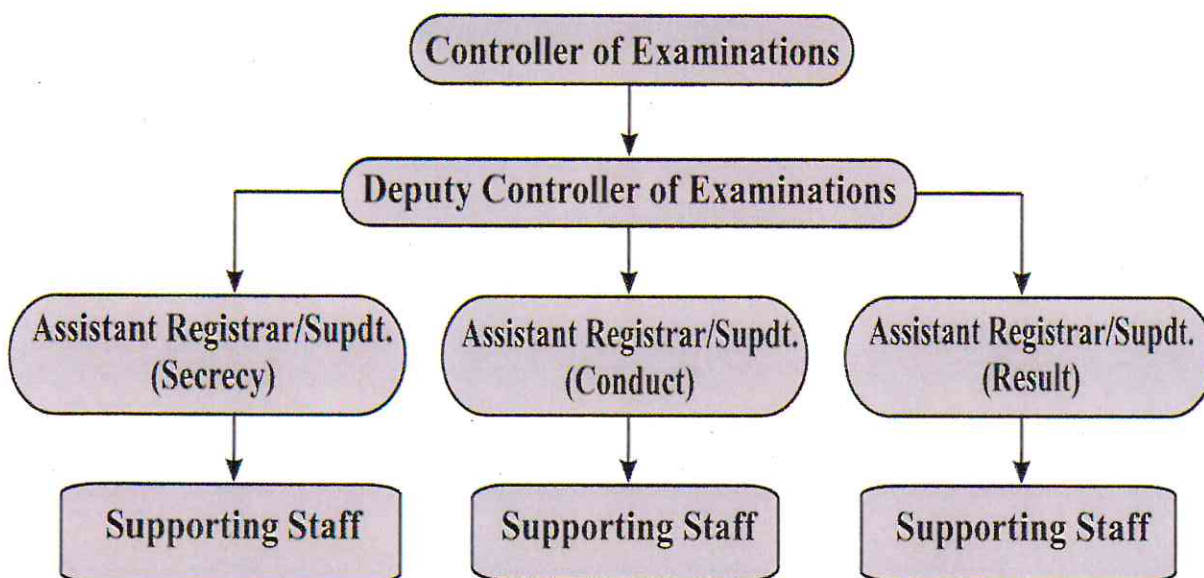 Controller of Examinations
Deputy Controller of Examinations
Assistant Registrar/Supdt.
(Secrecy)
Assistant Registrar/Supdt.
(Conduct)
Assistant Registrar/Supdt.
(Result)
Supporting Staff
Supporting Staff
Supporting Staff